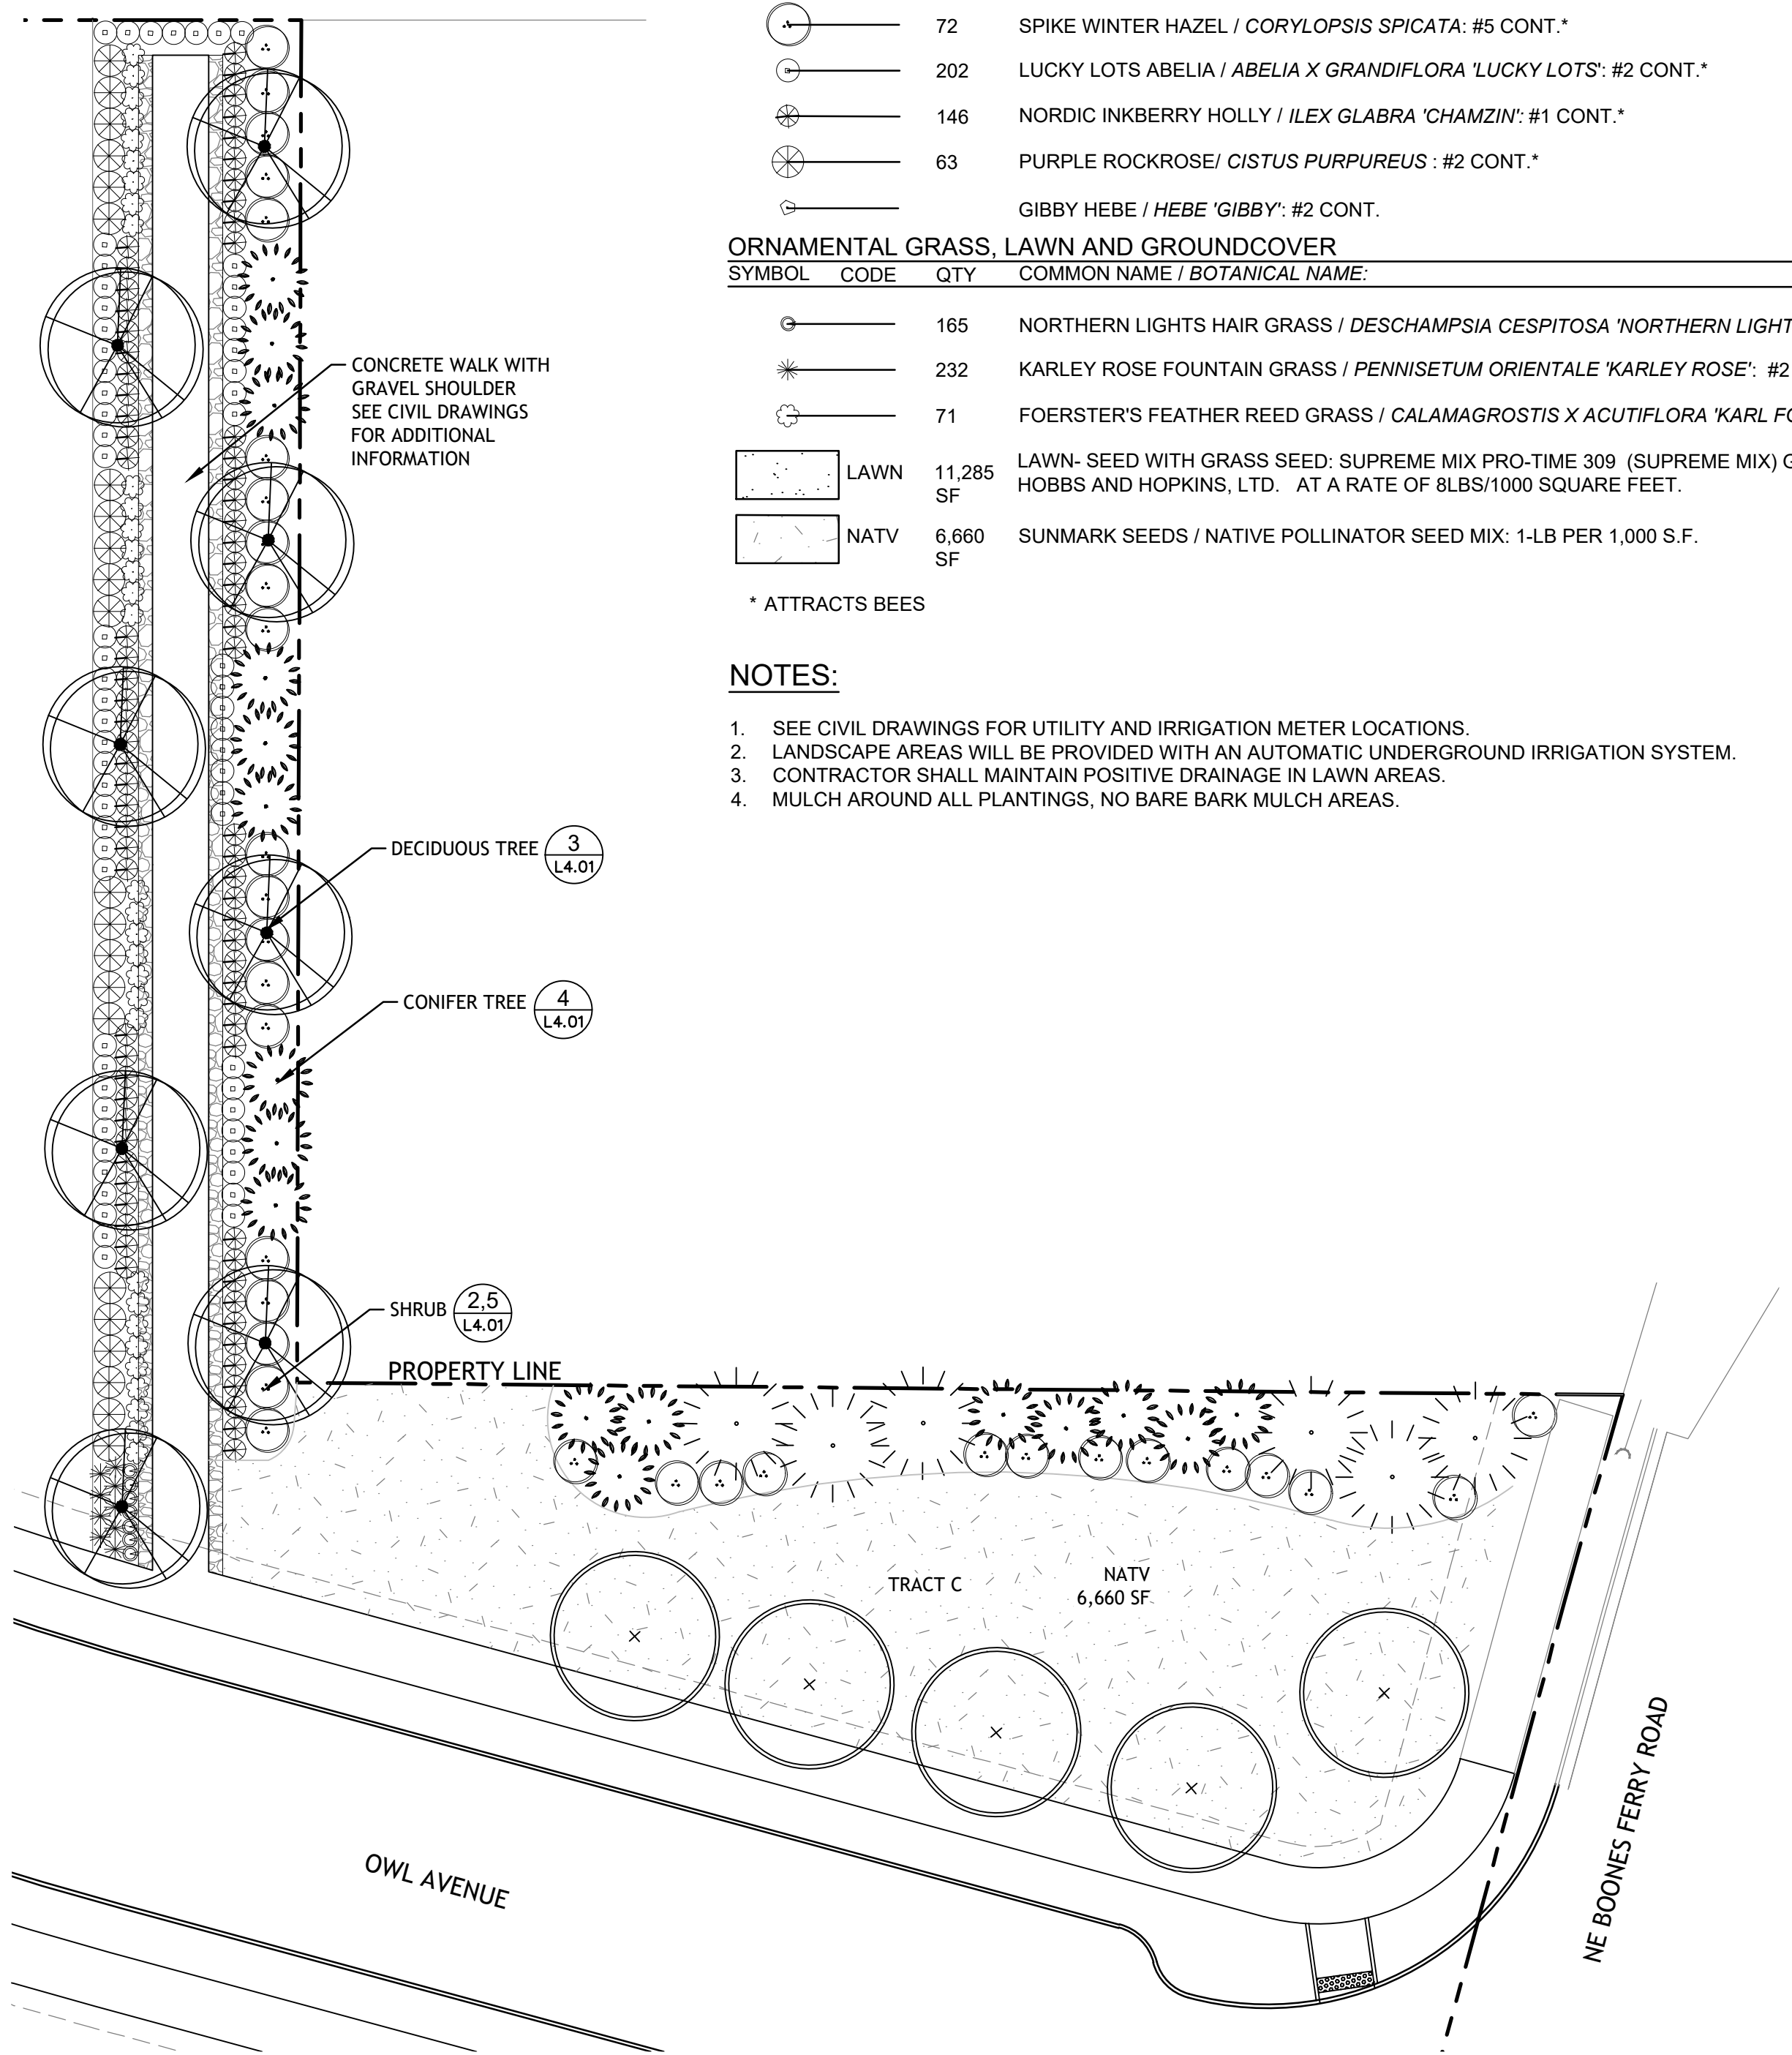 72 SPIKE WINTER HAZEL / CORYLOPSIS SPICATA: #5 CONT.*
202 LUCKY LOTS ABELIA / ABELIA X GRANDIFLORA 'LUCKY LOTS': #2 CONT.*
146 NORDIC INKBERRY HOLLY / ILEX GLABRA 'CHAMZIN': #1 CONT.*
63 PURPLE ROCKROSE/ CISTUS PURPUREUS : #2 CONT.*
GIBBY HEBE / HEBE 'GIBBY': #2 CONT.
ORNAMENTAL GRASS, LAWN AND GROUNDCOVER
SYMBOL CODE QTY COMMON NAME / BOTANICAL NAME:
165 NORTHERN LIGHTS HAIR GRASS / DESCHAMPSIA CESPITOSA 'NORTHERN LIGHT
232 KARLEY ROSE FOUNTAIN GRASS / PENNISETUM ORIENTALE 'KARLEY ROSE': #2
71 FOERSTER'S FEATHER REED GRASS / CALAMAGROSTIS X ACUTIFLORA 'KARL FO
LAWN 11,285 LAWN- SEED WITH GRASS SEED: SUPREME MIX PRO-TIME 309 (SUPREME MIX) G
SF HOBBS AND HOPKINS, LTD. AT A RATE OF 8LBS/1000 SQUARE FEET.
NATV 6,660 SUNMARK SEEDS / NATIVE POLLINATOR SEED MIX: 1-LB PER 1,000 S.F.
SF
* ATTRACTS BEES
NOTES:
1. SEE CIVIL DRAWINGS FOR UTILITY AND IRRIGATION METER LOCATIONS.
2. LANDSCAPE AREAS WILL BE PROVIDED WITH AN AUTOMATIC UNDERGROUND IRRIGATION SYSTEM.
3. CONTRACTOR SHALL MAINTAIN POSITIVE DRAINAGE IN LAWN AREAS.
4. MULCH AROUND ALL PLANTINGS, NO BARE BARK MULCH AREAS.
CONCRETE WALK WITH
GRAVEL SHOULDER
SEE CIVIL DRAWINGS
FOR ADDITIONAL
INFORMATION
DECIDUOUS TREE 3
L4.01
CONIFER TREE 4
L4.01
SHRUB 2,5
L4.01
PROPERTY LINE
TRACT C
NATV
6,660 SF
OWL AVENUE
NE BOONES FERRY ROAD